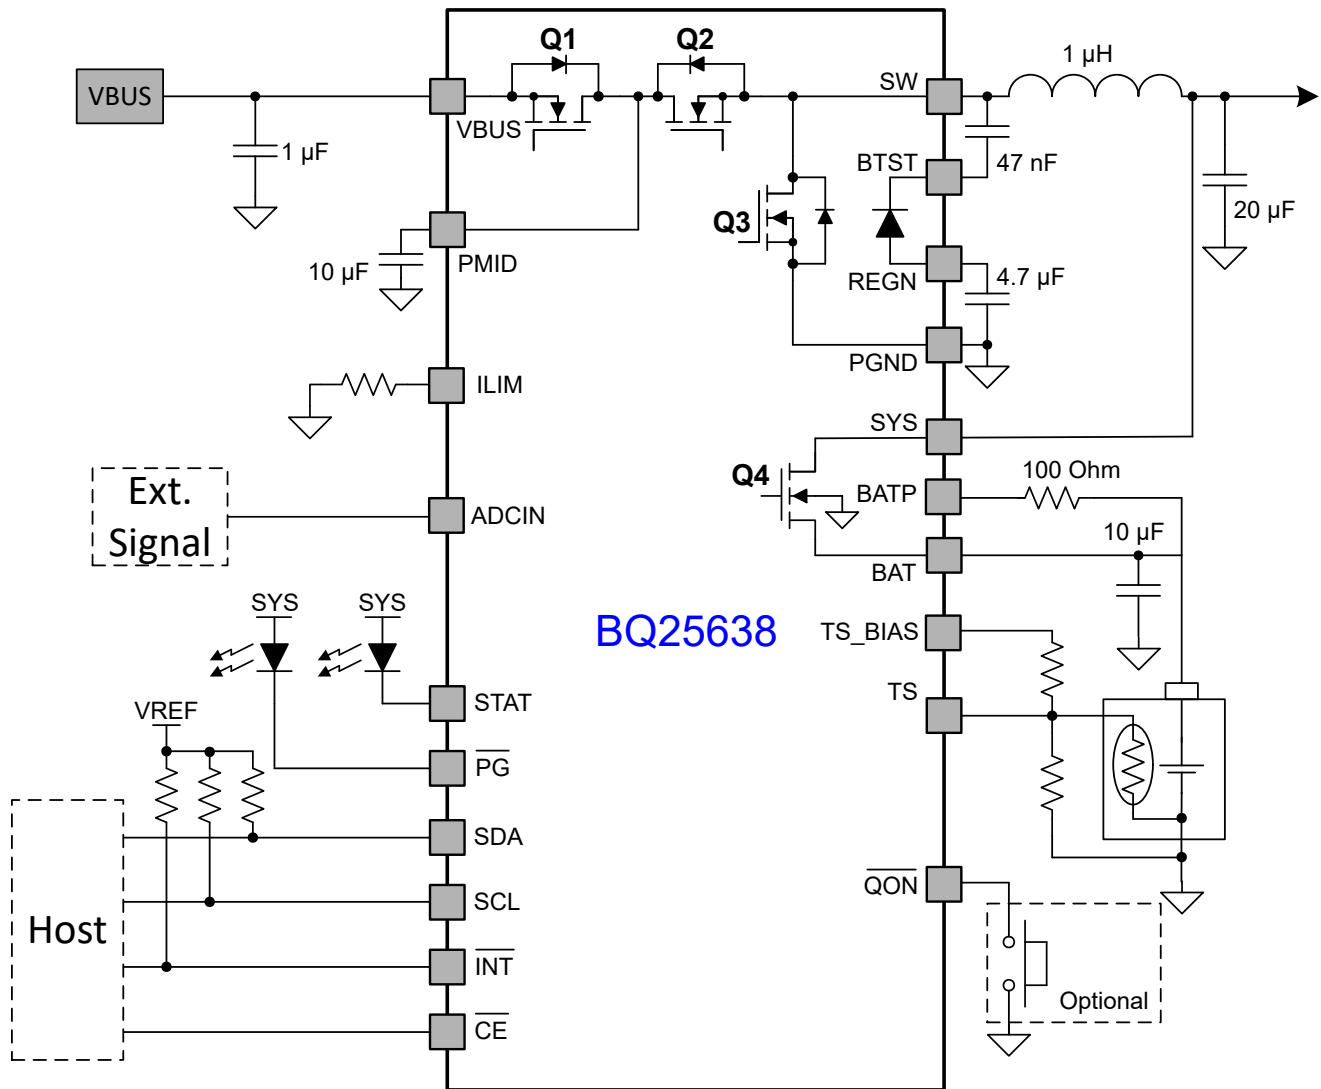 Q1
Q2
1 µH
VBUS
SW
VBUS
1 µF
BTST
47 nF
20 µF
Q3
PMID
10 µF
REGN
4.7 µF
PGND
ILIM
SYS
Q4
100 Ohm
BATP
Ext.
Signal
ADCIN
10 µF
BAT
SYS
SYS
BQ25638
TS_BIAS
TS
STAT
VREF
PG
SDA
QON
SCL
Host
INT
Optional
CE